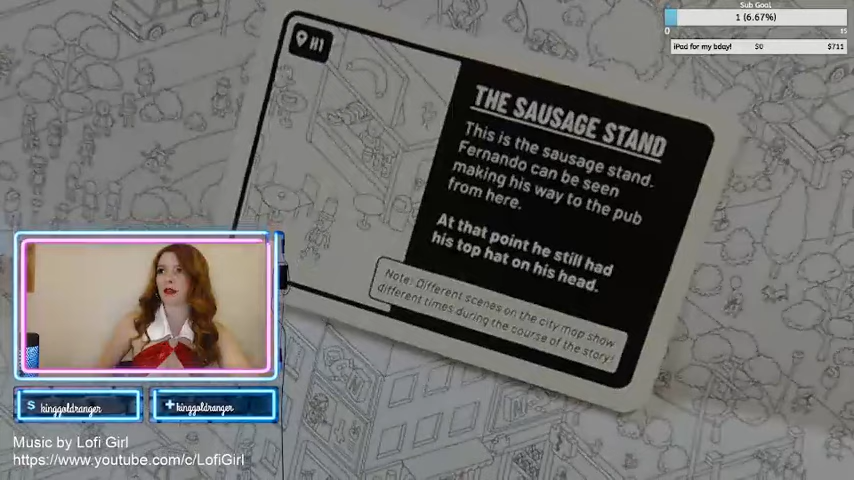 Sub Goal
1 (6.67%)
0
15
iPad for my bday!
$0
$711
H1
THE SAUSAGE STAND
This is the sausage stand.
Fernando can be seen
making his way to the pub
from here.
At that point he still had
his top hat on his head.
Note: Different scenes on the city map show
different times during the course of the story!
kinggoldranger
kinggoldranger
Music by Lofi Girl
https://www.youtube.com/c/LofiGirl